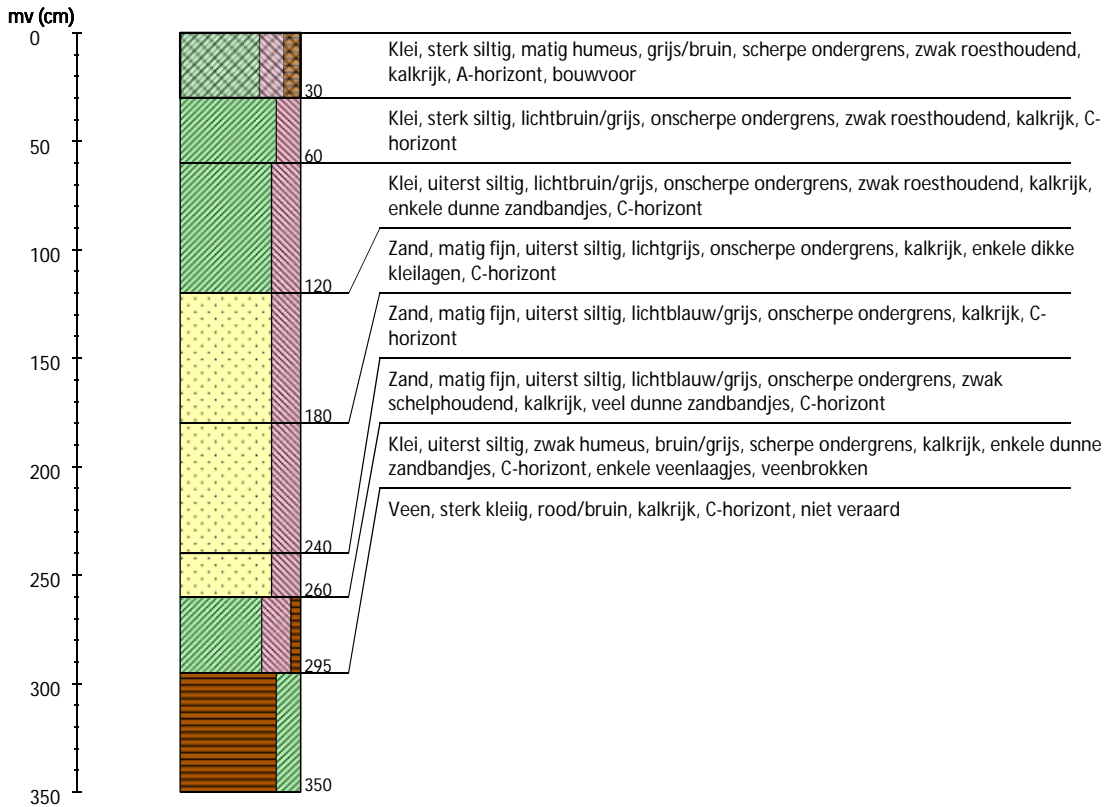 mv (cm)
0
Klei, sterk siltig, matig humeus, grijs/bruin, scherpe ondergrens, zwak roesthoudend,
kalkrijk, A-horizont, bouwvoor
30
Klei, sterk siltig, lichtbruin/grijs, onscherpe ondergrens, zwak roesthoudend, kalkrijk, C-
horizont
50
60
Klei, uiterst siltig, lichtbruin/grijs, onscherpe ondergrens, zwak roesthoudend, kalkrijk,
enkele dunne zandbandjes, C-horizont
100
Zand, matig fijn, uiterst siltig, lichtgrijs, onscherpe ondergrens, kalkrijk, enkele dikke
kleilagen, C-horizont
120
Zand, matig fijn, uiterst siltig, lichtblauw/grijs, onscherpe ondergrens, kalkrijk, C-
horizont
150
Zand, matig fijn, uiterst siltig, lichtblauw/grijs, onscherpe ondergrens, zwak
schelphoudend, kalkrijk, veel dunne zandbandjes, C-horizont
180
Klei, uiterst siltig, zwak humeus, bruin/grijs, scherpe ondergrens, kalkrijk, enkele dunne
zandbandjes, C-horizont, enkele veenlaagjes, veenbrokken
200
Veen, sterk kleiig, rood/bruin, kalkrijk, C-horizont, niet veraard
240
250
260
295
300
350
350